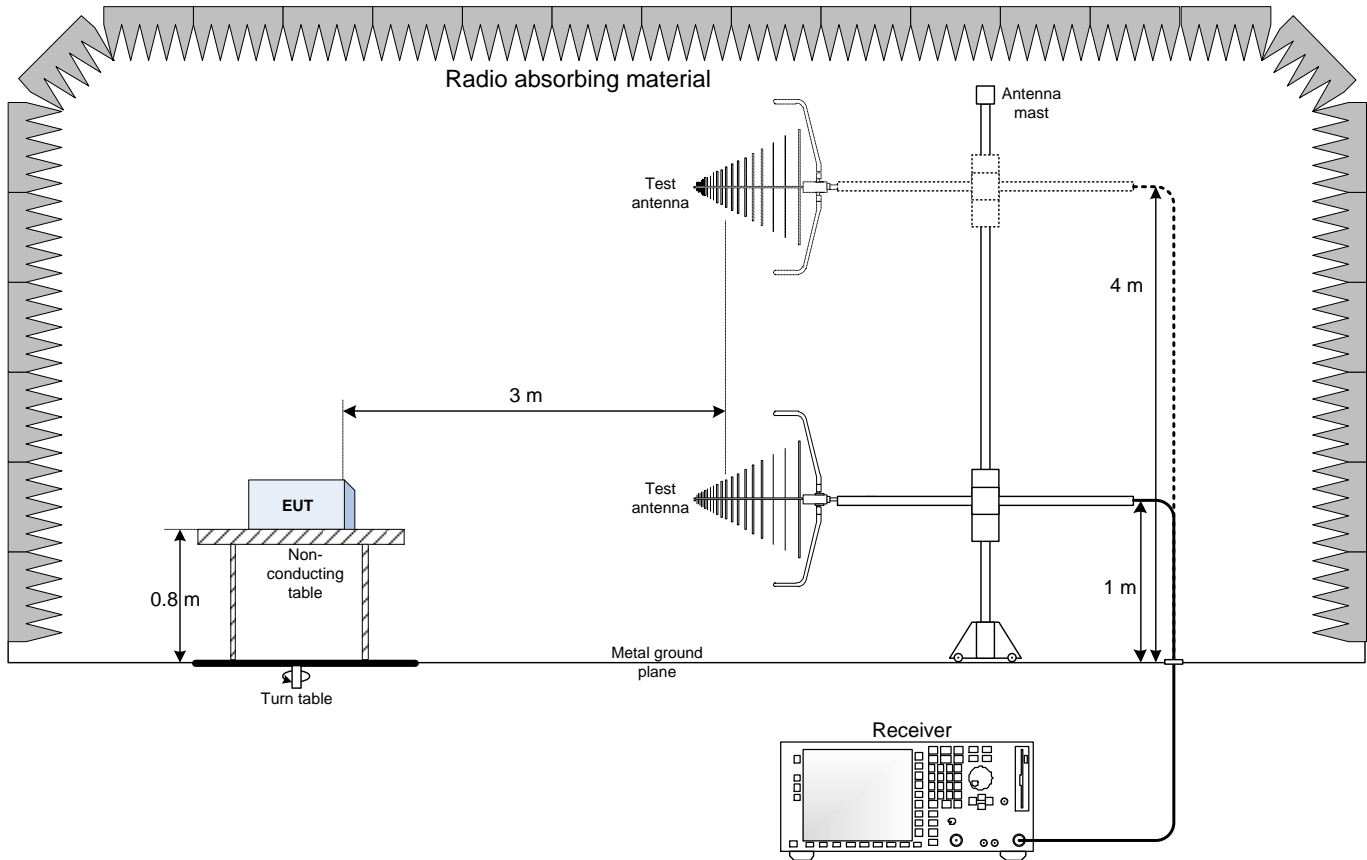 Radio absorbing material
Antenna
mast
Test
antenna
4 m
3 m
Test
antenna
EUT
Non-
conducting
table
0.8 m
1 m
Metal ground
plane
Turn table
Receiver